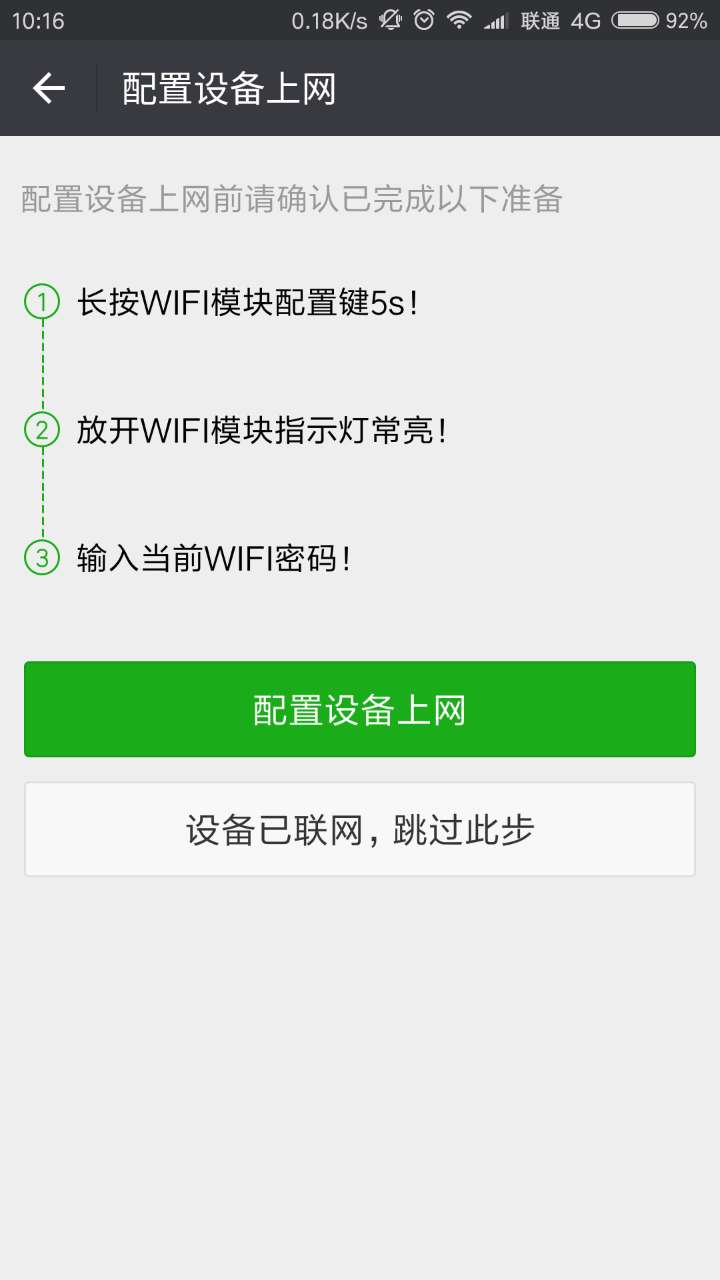 10:16 0.18K/s 联通 4G 92%
配置设备上网
配置设备上网前请确认已完成以下准备
1 长按WIFI模块配置键5s!
2 放开WIFI模块指示灯常亮!
3 输入当前WIFI密码!
配置设备上网
设备已联网，跳过此步